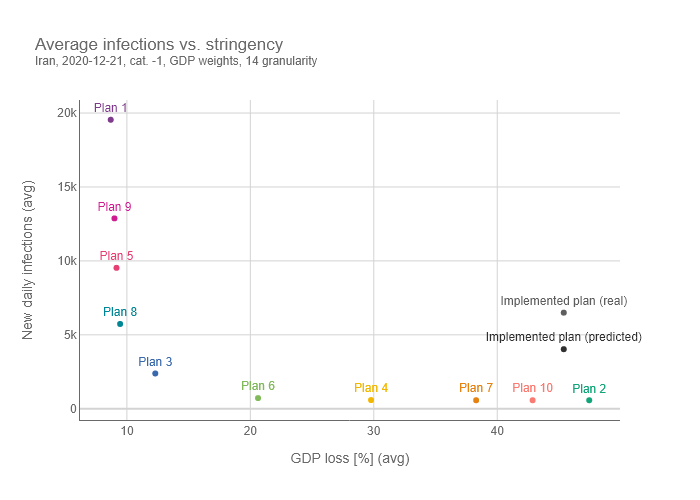 Average infections vs. stringency
Iran, 2020-12-21, cat. -1, GDP weights, 14 granularity
20k
Plan 1
15k
Plan 9
10k
Plan 5
Plan 8
Implemented plan (real)
5k
Implemented plan (predicted)
Plan 3
Plan 6
Plan 4
Plan 7
Plan 10
Plan 2
0
10
20
30
40
New daily infections (avg)
GDP loss [%] (avg)